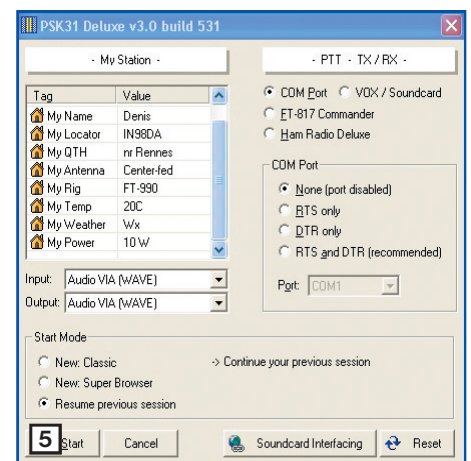 PSK31 Deluxe v3.0 build 531
- My Station -
Tag Value
My Name Denis
My Locator IN98DA
My QTH nr Rennes
My Antenna Center-fed
My Rig FT-990
My Temp 20C
My Weather Wx
My Power 10 W
Input: Audio VIA (WAVE)
Output: Audio VIA (WAVE)
- PTT - TX / RX -
COM Port VOX / Soundcard
FT-817 Commander
Ham Radio Deluxe
COM Port
None (port disabled)
RTS only
DTR only
RTS and DTR (recommended)
Port: COM1
Start Mode
New: Classic -> Continue your previous session
New: Super Browser
Resume previous session
5 Start Cancel Soundcard Interfacing Reset